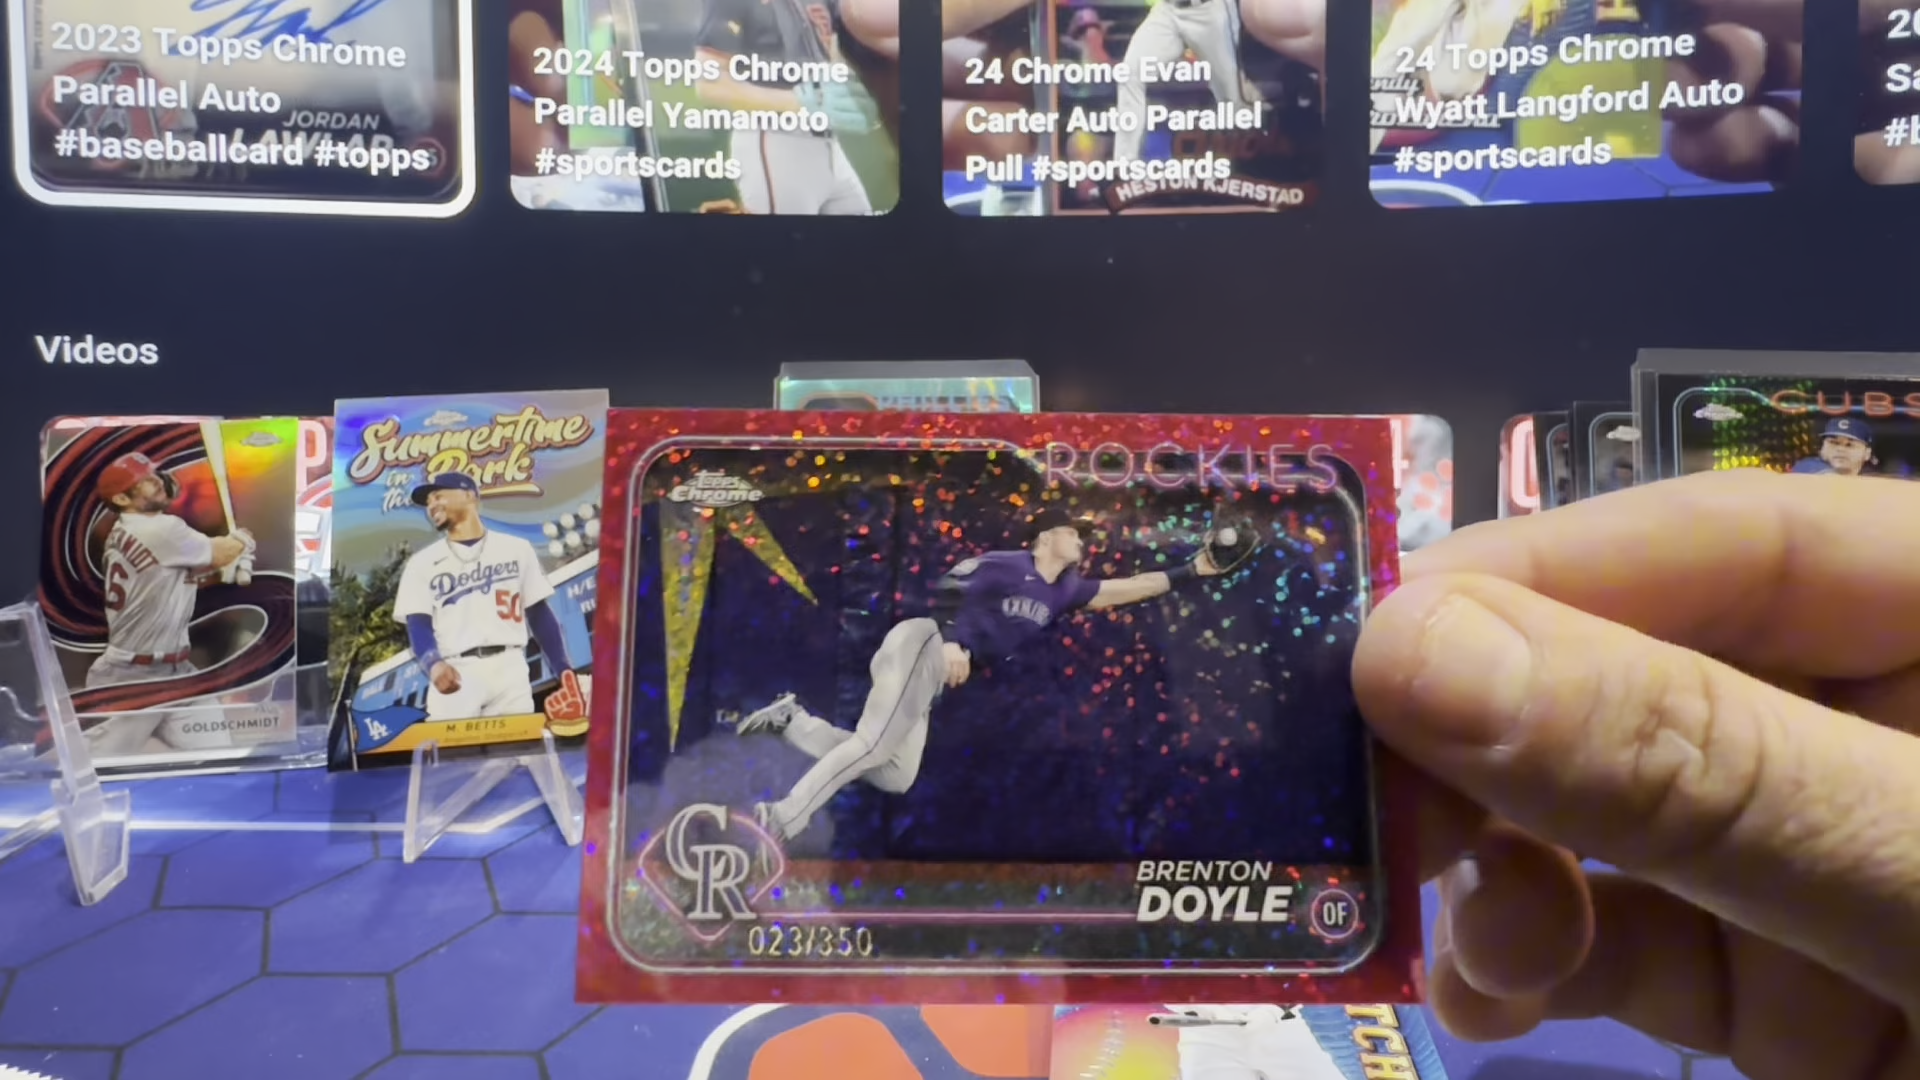 2023 Topps Chrome
Parallel Auto
#baseballcard #topps
JORDAN
LAWLAR
2024 Topps Chrome
Parallel Yamamoto
#sportscards
24 Chrome Evan
Carter Auto Parallel
Pull #sportscards
HESTON KJERSTAD
24 Topps Chrome
Wyatt Langford Auto
#sportscards
Videos
GOLDSCHMIDT
Summertime
in the Park
Dodgers
50
LA
M. BETTS
PHILLIES
CUBS
C
Topps
Chrome
ROCKIES
CR
BRENTON
DOYLE
OF
023/350